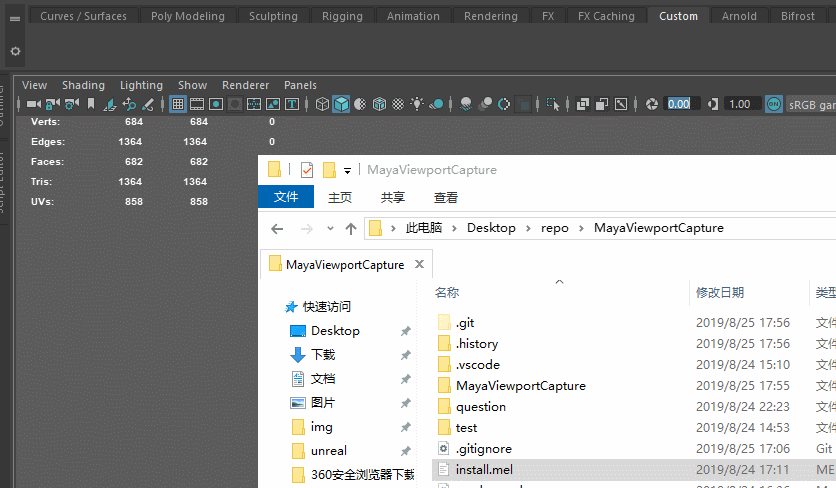 Curves / Surfaces Poly Modeling Sculpting Rigging Animation Rendering FX FX Caching Custom Arnold Bifrost
View Shading Lighting Show Renderer Panels
0.00 1.00 ON sRGB gam
Verts: 684 684 0
Edges: 1364 1364 0
Faces: 682 682
Tris: 1364 1364
UVs: 858 858
MayaViewportCapture
文件 主页 共享 查看
此电脑 Desktop repo MayaViewportCapture
MayaViewportCapture
名称 修改日期 类型
快速访问
Desktop
下载
文档
图片
img
unreal
360安全浏览器下载
.git 2019/8/25 17:56 文件
.history 2019/8/25 17:56 文件
.vscode 2019/8/24 15:10 文件
MayaViewportCapture 2019/8/25 17:55 文件
question 2019/8/24 22:23 文件
test 2019/8/24 14:53 文件
.gitignore 2019/8/25 17:06 Git
install.mel 2019/8/24 17:11 ME